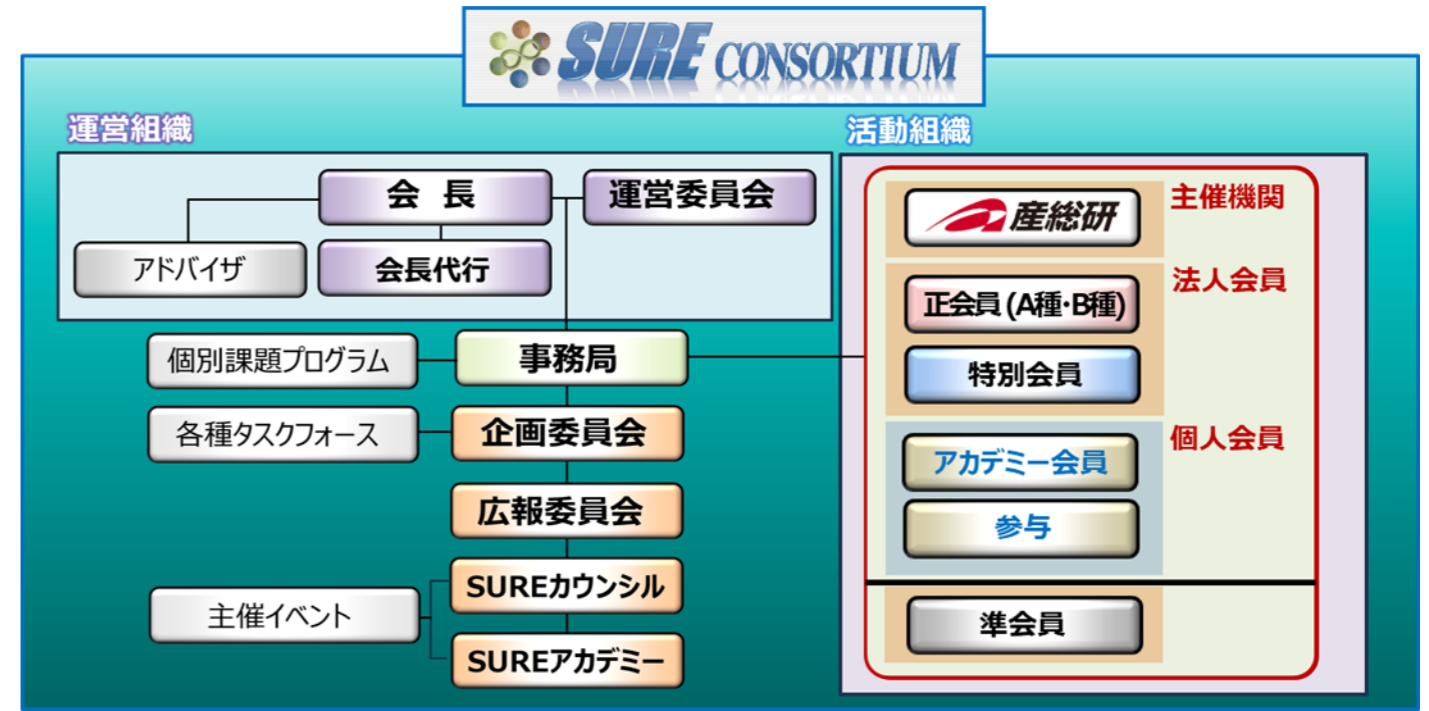 SURE CONSORTIUM
運営組織
会 長
運営委員会
アドバイザ
会長代行
個別課題プログラム
事務局
各種タスクフォース
企画委員会
広報委員会
SUREカウンシル
主催イベント
SUREアカデミー
活動組織
産総研
主催機関
法人会員
正会員 (A種・B種)
特別会員
個人会員
アカデミー会員
参与
準会員